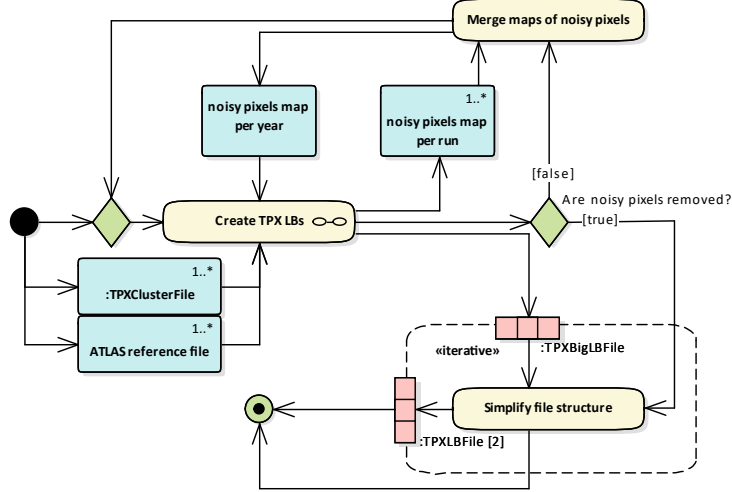 Merge maps of noisy pixels
noisy pixels map
per year
1..*
noisy pixels map
per run
[false]
Are noisy pixels removed?
[true]
Create TPX LBs
1..*
:TPXClusterFile
1..*
ATLAS reference file
«iterative»
:TPXBigLBFile
Simplify file structure
:TPXLBFile [2]